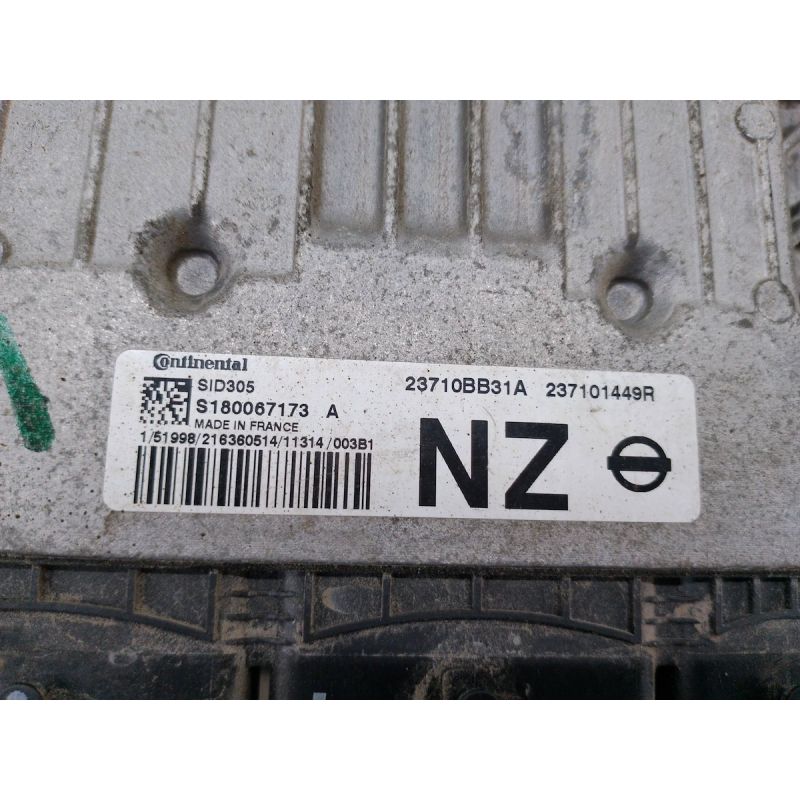 Continental
SID305
S180067173 A
MADE IN FRANCE
1/51998/216360514/11314/003B1
23710BB31A 237101449R
NZ